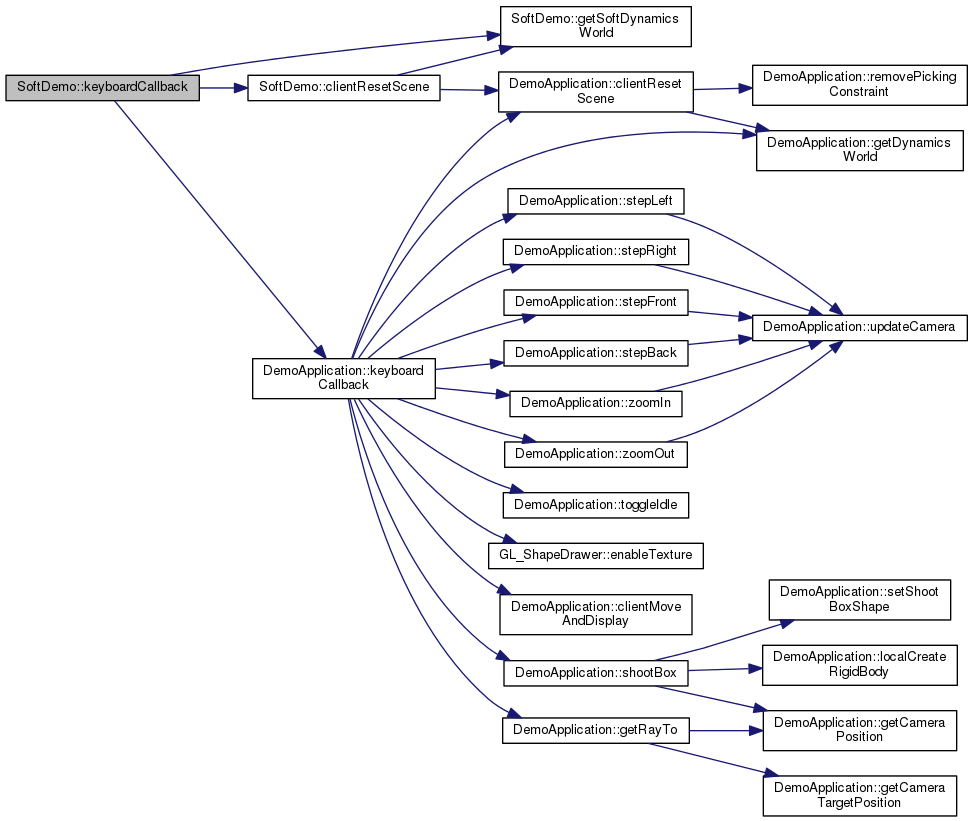 SoftDemo::keyboardCallback
SoftDemo::getSoftDynamics
World
SoftDemo::clientResetScene
DemoApplication::clientReset
Scene
DemoApplication::removePicking
Constraint
DemoApplication::getDynamics
World
DemoApplication::keyboard
Callback
DemoApplication::stepLeft
DemoApplication::stepRight
DemoApplication::stepFront
DemoApplication::stepBack
DemoApplication::zoomIn
DemoApplication::zoomOut
DemoApplication::updateCamera
DemoApplication::toggleIdle
GL_ShapeDrawer::enableTexture
DemoApplication::clientMove
AndDisplay
DemoApplication::shootBox
DemoApplication::getRayTo
DemoApplication::setShoot
BoxShape
DemoApplication::localCreate
RigidBody
DemoApplication::getCamera
Position
DemoApplication::getCamera
TargetPosition